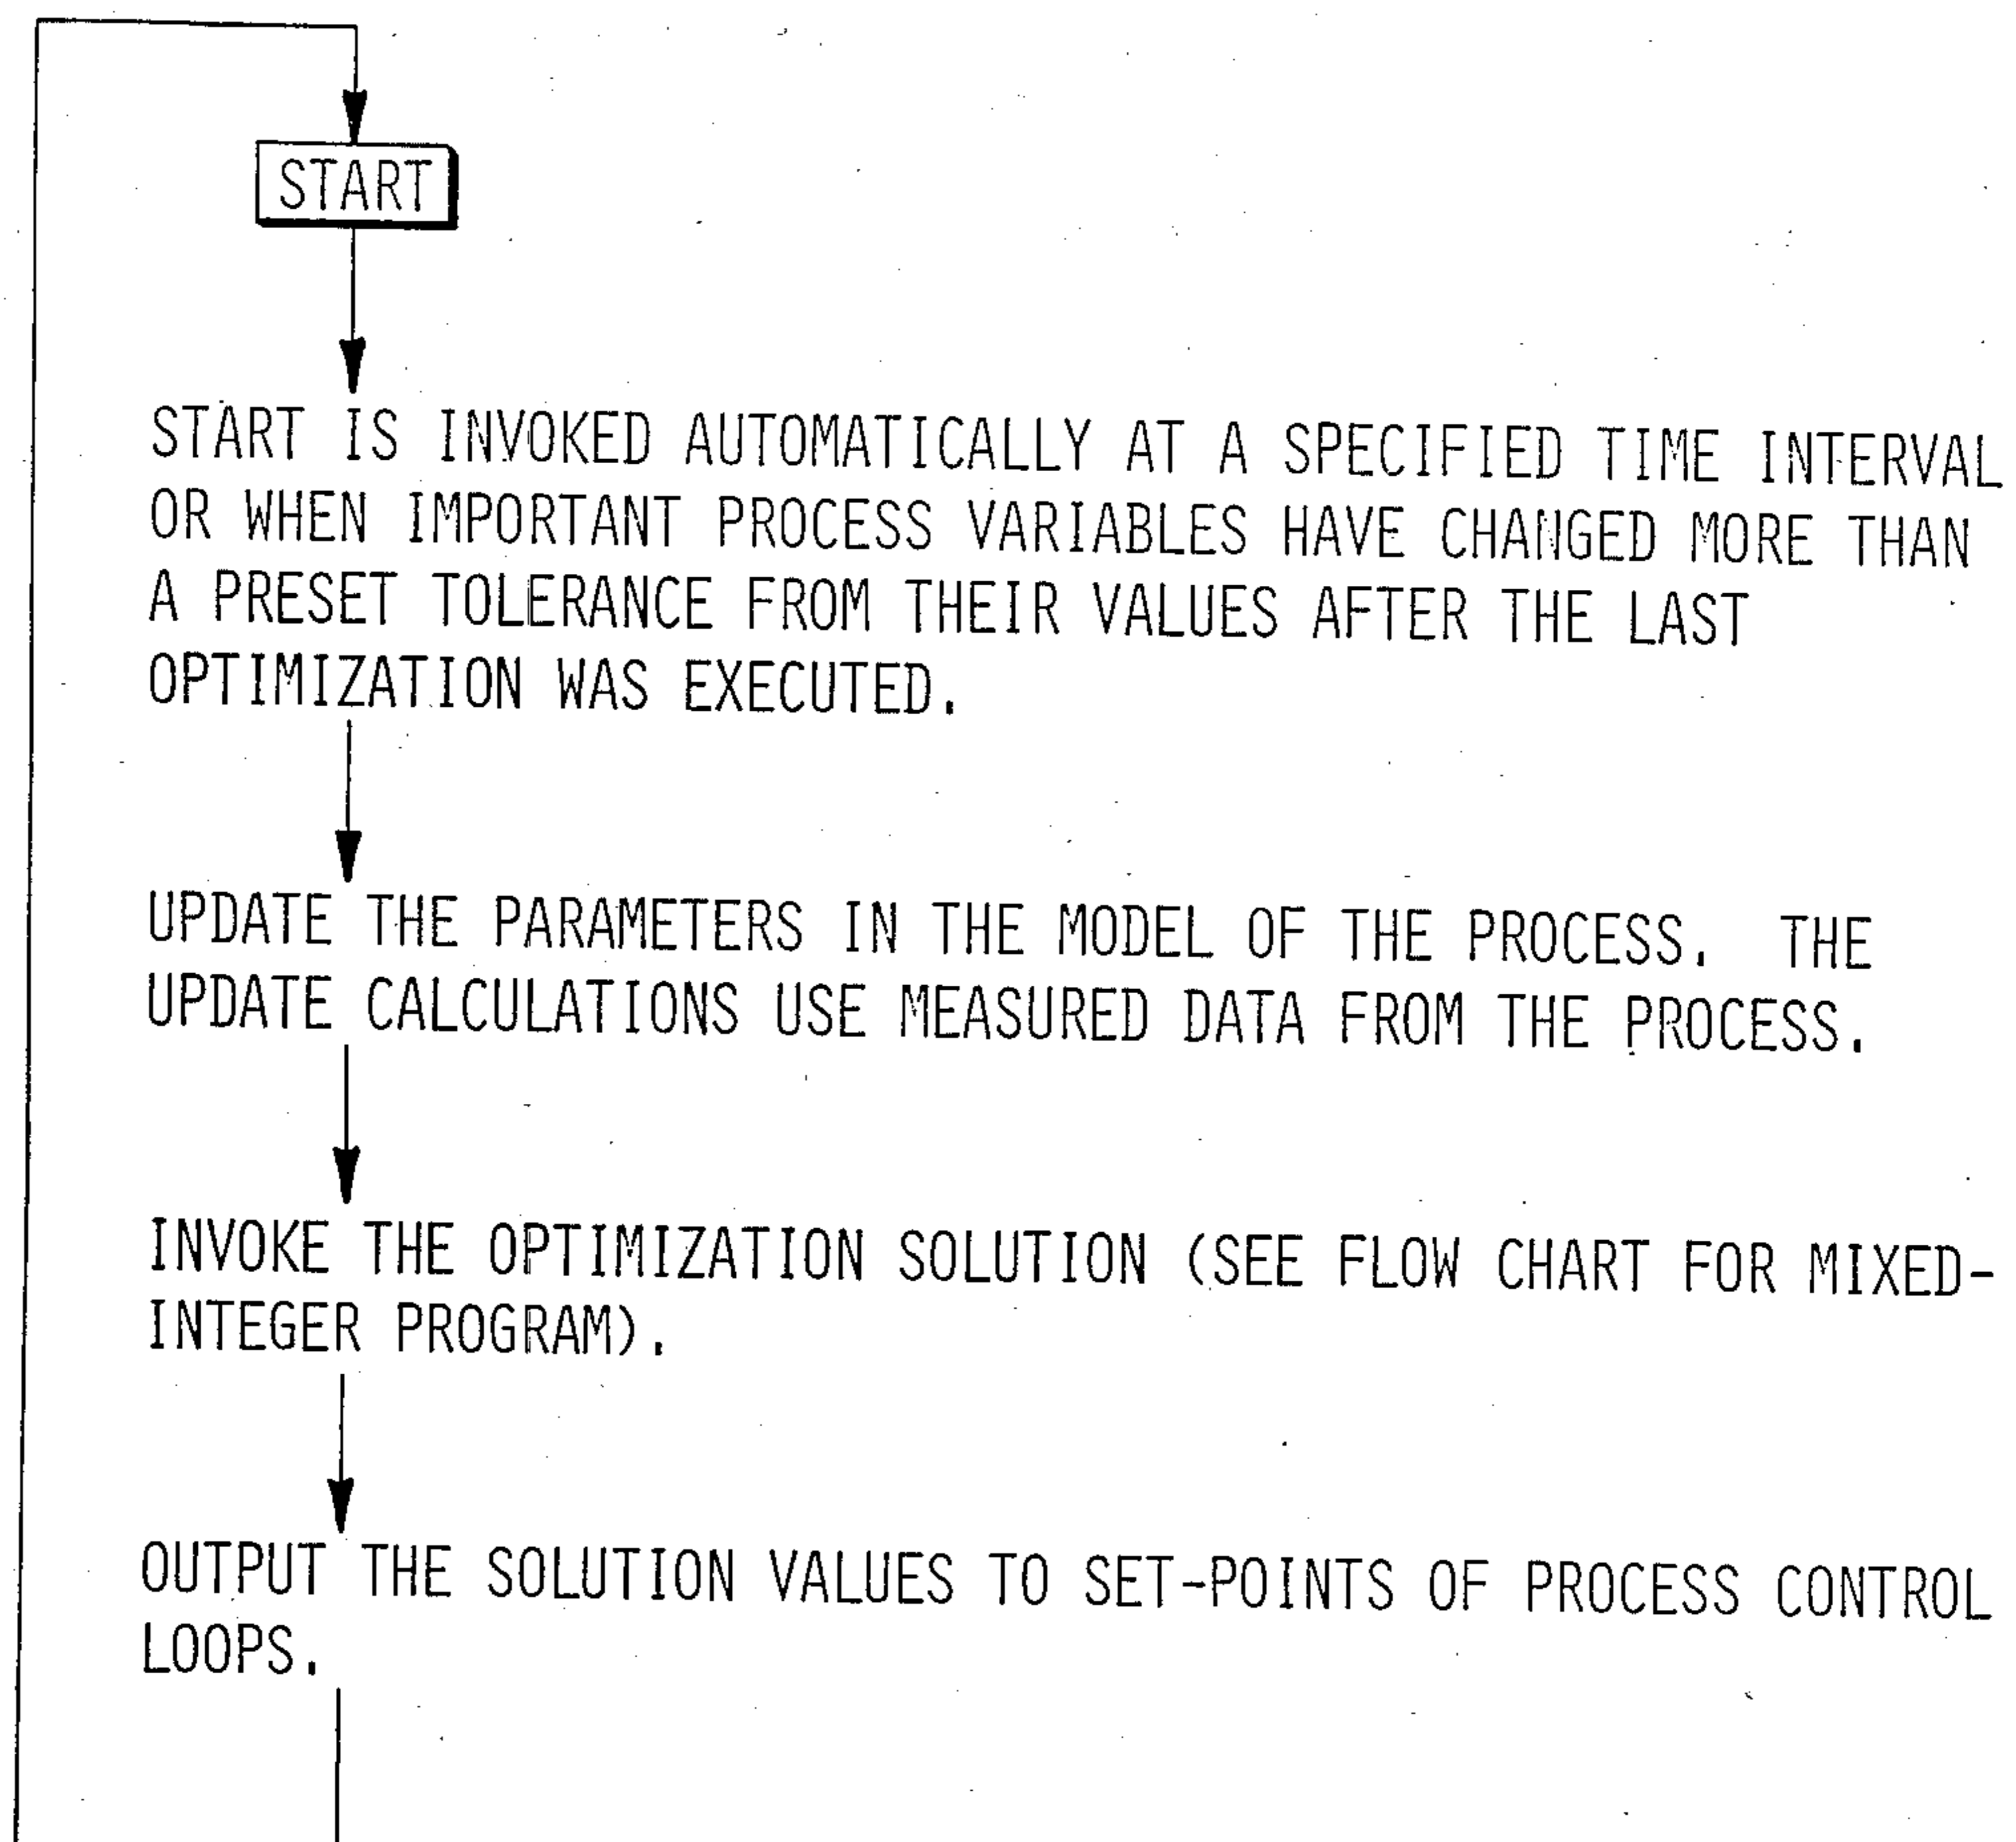 START
START IS INVOKED AUTOMATICALLY AT A SPECIFIED TIME INTERVAL
OR WHEN IMPORTANT PROCESS VARIABLES HAVE CHANGED MORE THAN
A PRESET TOLERANCE FROM THEIR VALUES AFTER THE LAST
OPTIMIZATION WAS EXECUTED.
UPDATE THE PARAMETERS IN THE MODEL OF THE PROCESS. THE
UPDATE CALCULATIONS USE MEASURED DATA FROM THE PROCESS.
INVOKE THE OPTIMIZATION SOLUTION (SEE FLOW CHART FOR MIXED-
INTEGER PROGRAM).
OUTPUT THE SOLUTION VALUES TO SET-POINTS OF PROCESS CONTROL
LOOPS.